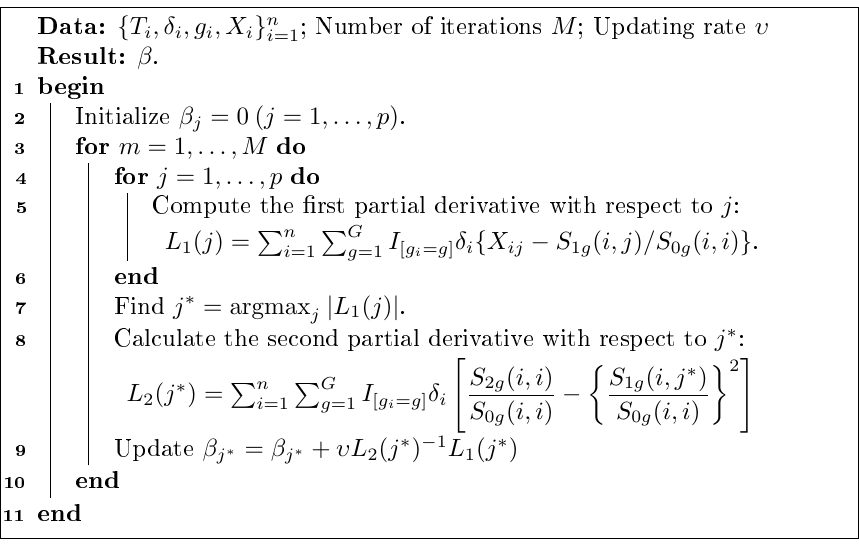 Data: $\{T_i, \delta_i, g_i, X_i\}_{i=1}^n$; Number of iterations $M$; Updating rate $\upsilon$
Result: $\beta$.
1 begin
2 Initialize $\beta_j = 0 \, (j = 1, \ldots, p)$.
3 for $m = 1, \ldots, M$ do
4 for $j = 1, \ldots, p$ do
5 Compute the first partial derivative with respect to $j$:
$L_1(j) = \sum_{i=1}^n \sum_{g=1}^G I_{[g_i=g]} \delta_i \{X_{ij} - S_{1g}(i,j)/S_{0g}(i,i)\}$.
6 end
7 Find $j^* = \operatorname{argmax}_j |L_1(j)|$.
8 Calculate the second partial derivative with respect to $j^*$:
$L_2(j^*) = \sum_{i=1}^n \sum_{g=1}^G I_{[g_i=g]} \delta_i \left[ \frac{S_{2g}(i,i)}{S_{0g}(i,i)} - \left\{ \frac{S_{1g}(i,j^*)}{S_{0g}(i,i)} \right\}^2 \right]$
9 Update $\beta_{j^*} = \beta_{j^*} + \upsilon L_2(j^*)^{-1} L_1(j^*)$
10 end
11 end